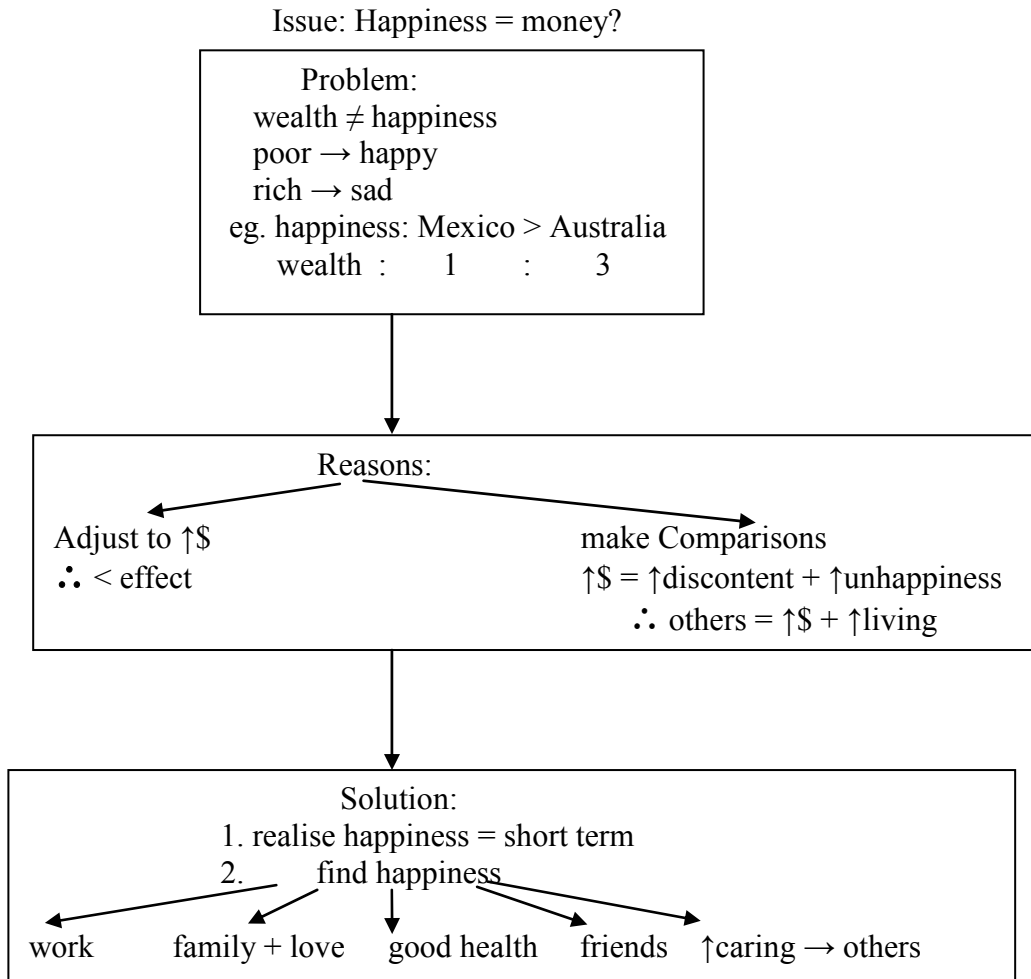 Issue: Happiness = money?
Problem:
wealth ≠ happiness
poor → happy
rich → sad
eg. happiness: Mexico > Australia
wealth : 1 : 3
Reasons:
Adjust to ↑$
∴ < effect
make Comparisons
↑$ = ↑discontent + ↑unhappiness
∴ others = ↑$ + ↑living
Solution:
1. realise happiness = short term
2. find happiness
work family + love good health friends ↑caring → others